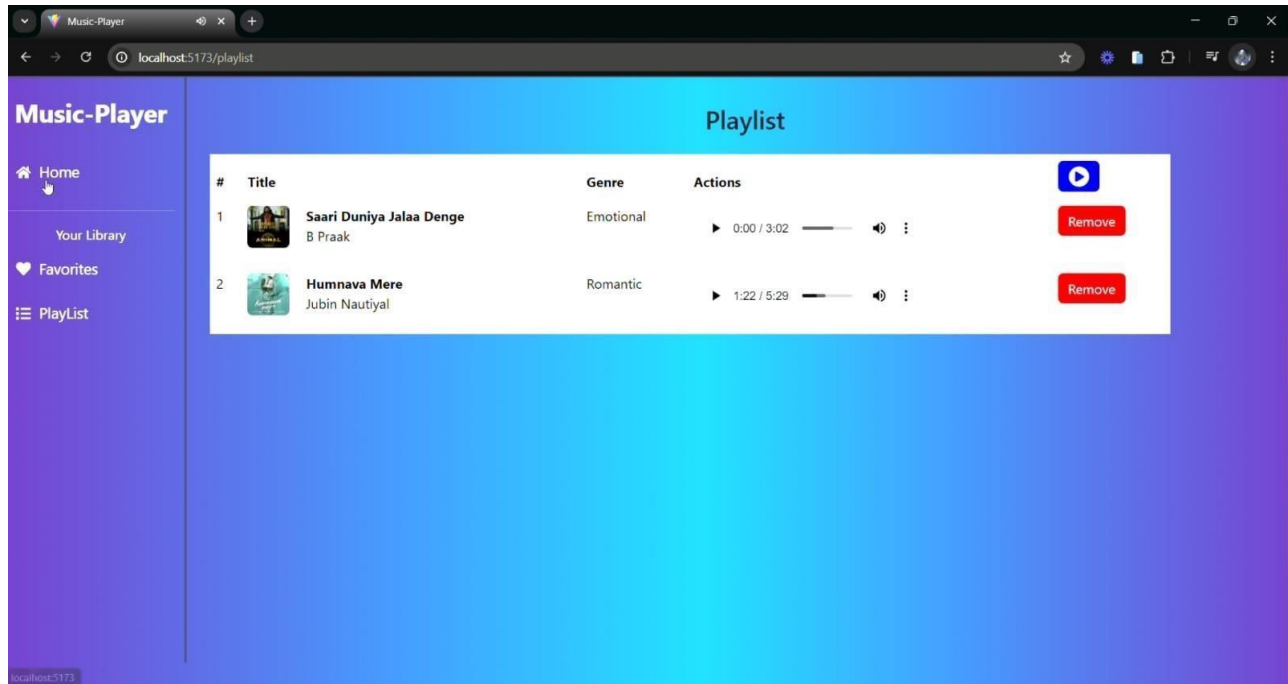 Music-Player
localhost:5173/playlist
Music-Player
Home
Your Library
Favorites
PlayList
Playlist
# Title Genre Actions
1 Saari Duniya Jalaa Denge Emotional 0:00 / 3:02 Remove
B Praak
ANIMAL
2 Humnava Mere Romantic 1:22 / 5:29 Remove
Jubin Nautiyal
localhost:5173